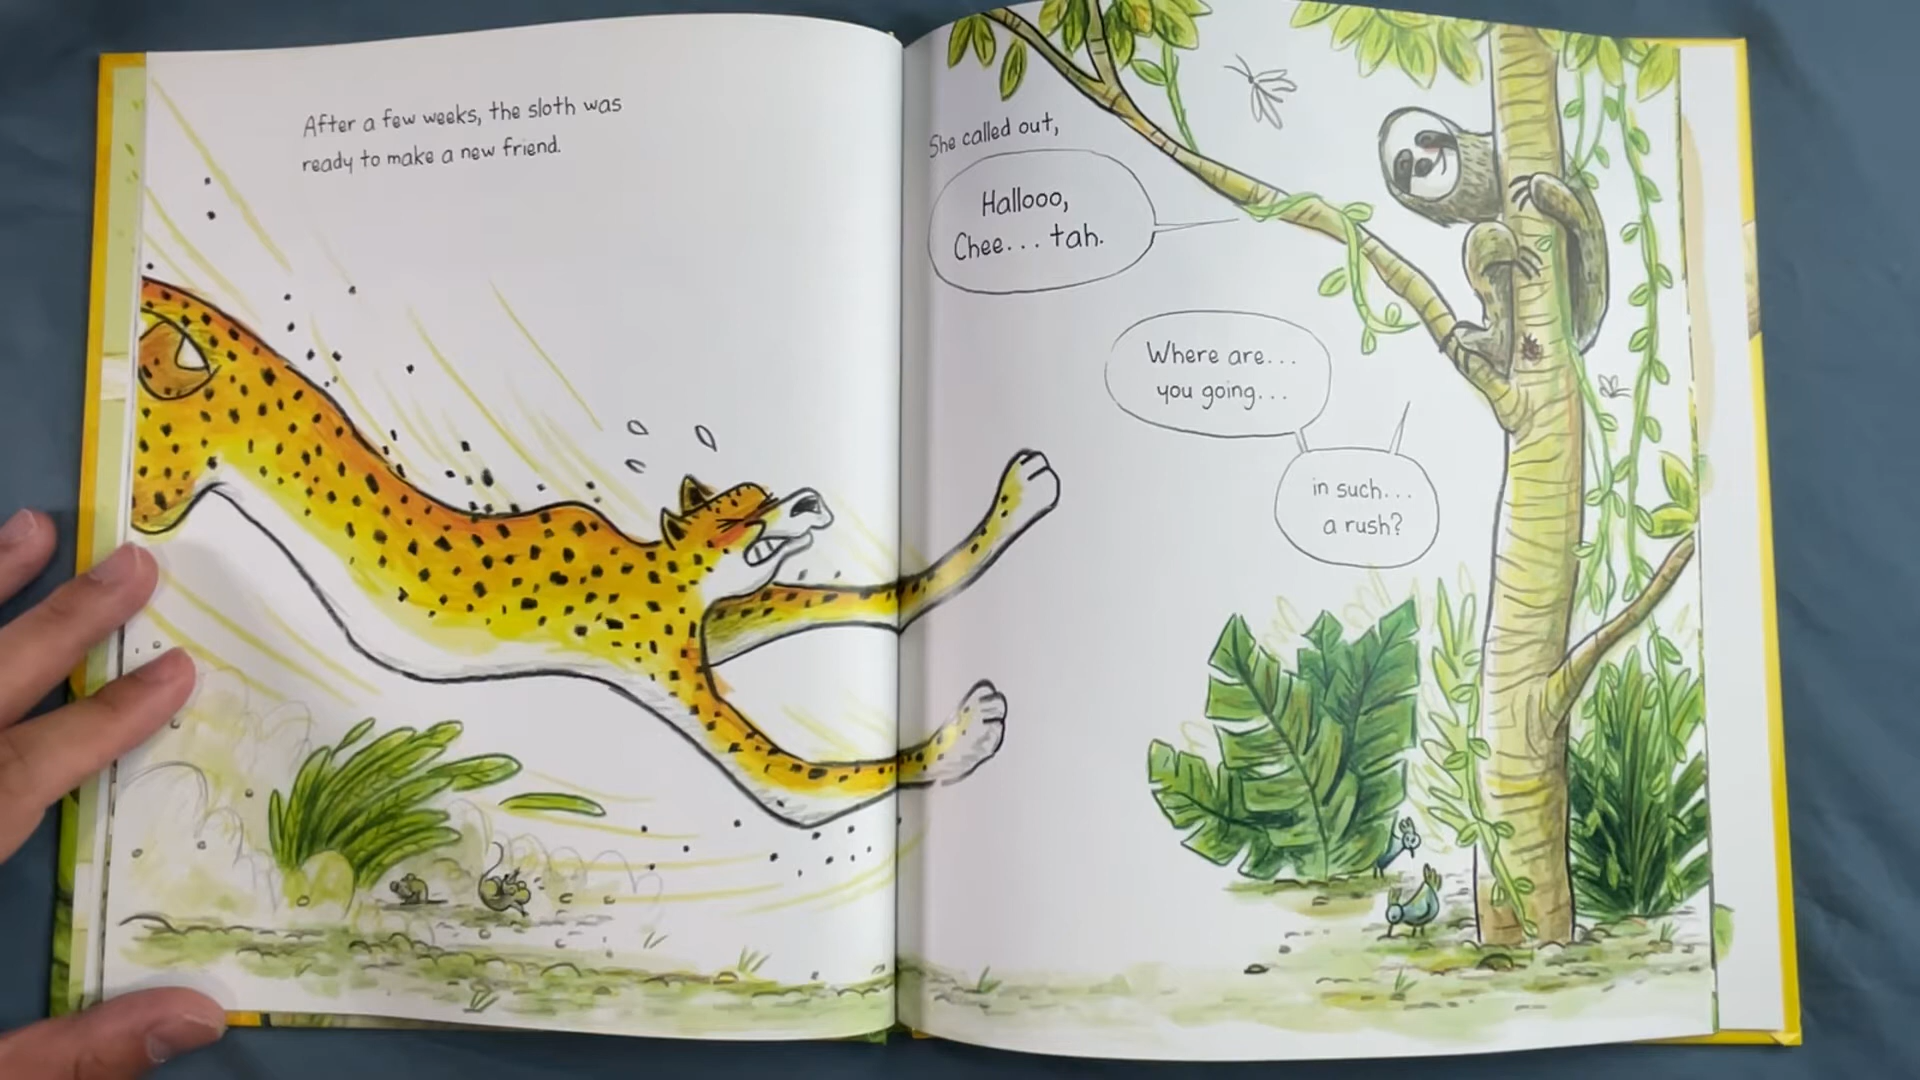 After a few weeks, the sloth was
ready to make a new friend.
She called out,
Hallooo,
Chee... tah.
Where are...
you going...
in such...
a rush?